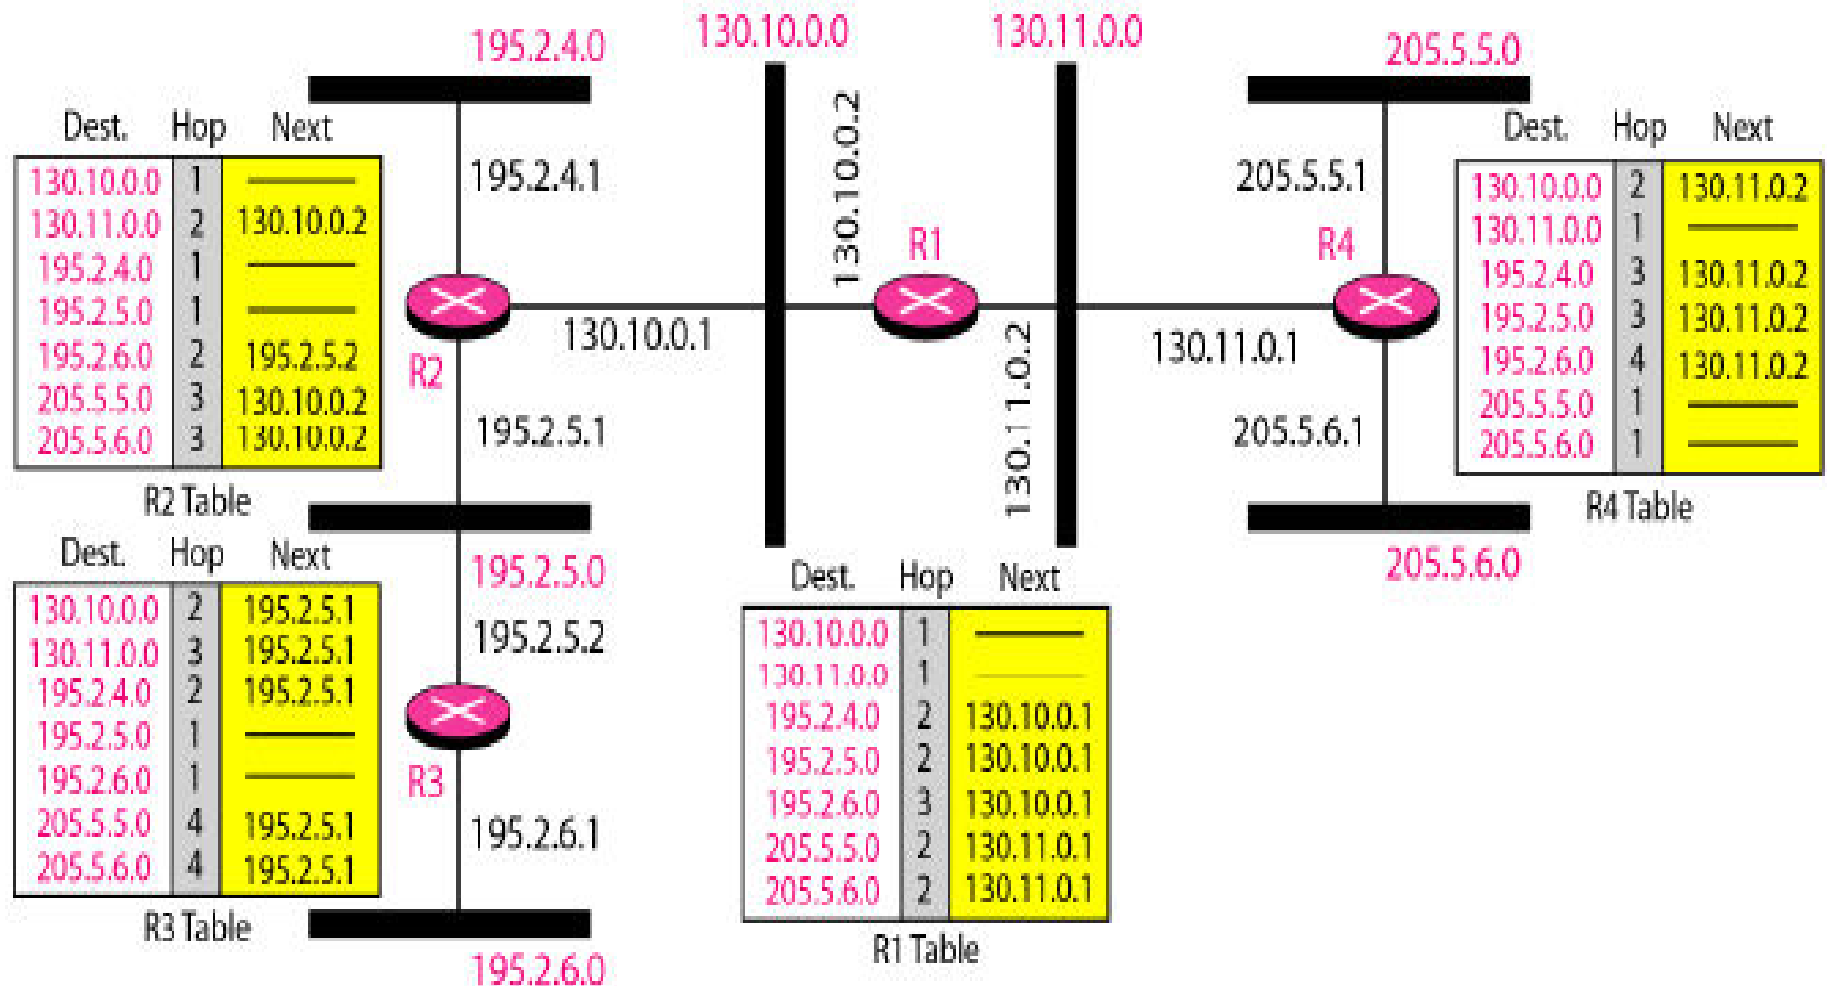 195.2.4.0
130.10.0.0
130.11.0.0
205.5.5.0
Dest. Hop Next
130.10.0.0 1
130.11.0.0 2 130.10.0.2
195.2.4.0 1
195.2.5.0 1
195.2.6.0 2 195.2.5.2
205.5.5.0 3 130.10.0.2
205.5.6.0 3 130.10.0.2
R2 Table
195.2.4.1
R2
130.10.0.1
195.2.5.1
130.10.0.2
R1
130.11.0.2
130.11.0.1
205.5.5.1
R4
205.5.6.1
Dest. Hop Next
130.10.0.0 2 130.11.0.2
130.11.0.0 1
195.2.4.0 3 130.11.0.2
195.2.5.0 3 130.11.0.2
195.2.6.0 4 130.11.0.2
205.5.5.0 1
205.5.6.0 1
R4 Table
205.5.6.0
Dest. Hop Next
130.10.0.0 2 195.2.5.1
130.11.0.0 3 195.2.5.1
195.2.4.0 2 195.2.5.1
195.2.5.0 1
195.2.6.0 1
205.5.5.0 4 195.2.5.1
205.5.6.0 4 195.2.5.1
R3 Table
195.2.5.0
195.2.5.2
R3
195.2.6.1
195.2.6.0
Dest. Hop Next
130.10.0.0 1
130.11.0.0 1
195.2.4.0 2 130.10.0.1
195.2.5.0 2 130.10.0.1
195.2.6.0 3 130.10.0.1
205.5.5.0 2 130.11.0.1
205.5.6.0 2 130.11.0.1
R1 Table